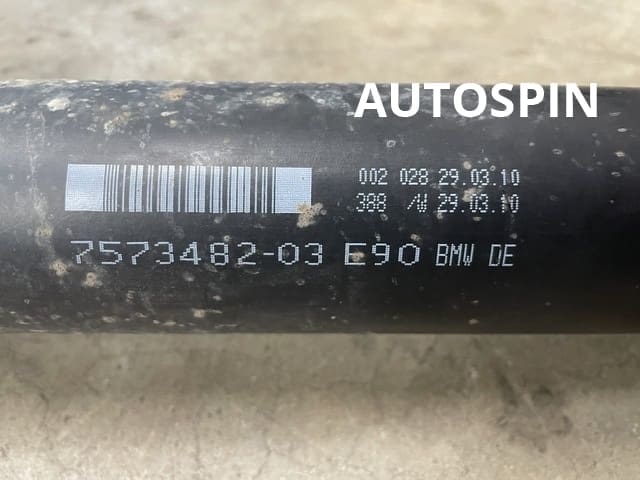 AUTOSPIN
002 028 29.03.10
388 /W 29.03.10
7573482-03 E90 BMW DE